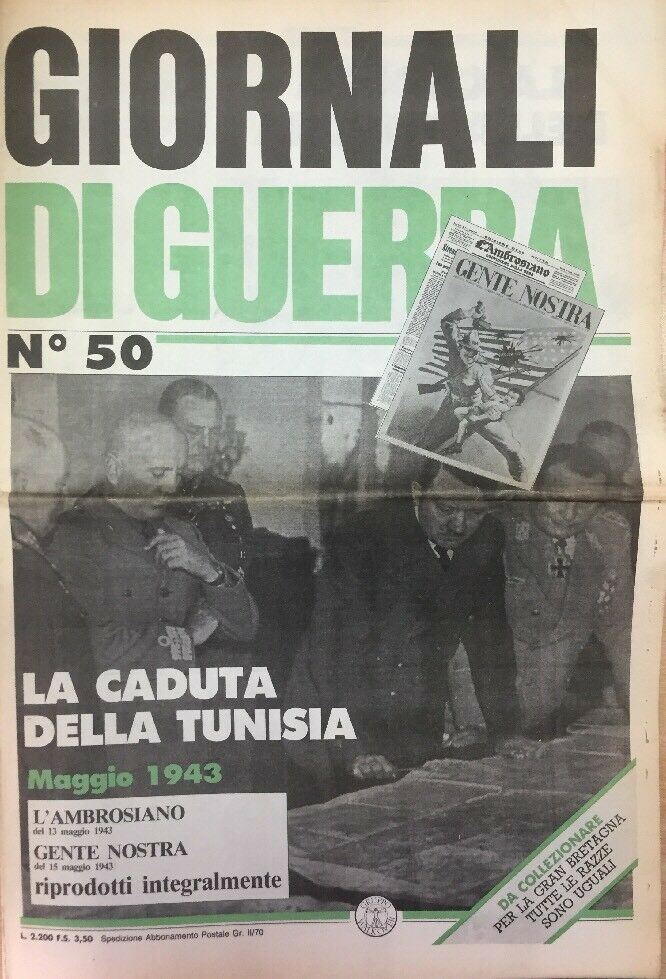 GIORNALI
DI GUERRA
N° 50
L'Ambrosiano
GENTE NOSTRA
LA CADUTA
DELLA TUNISIA
Maggio 1943
L'AMBROSIANO
del 13 maggio 1943
GENTE NOSTRA
del 15 maggio 1943
riprodotti integralmente
DA COLLEZIONARE
PER LA GRAN BRETAGNA
TUTTE LE RAZZE
SONO UGUALI
L. 2.200 F.S. 3,50 Spedizione Abbonamento Postale Gr. II/70